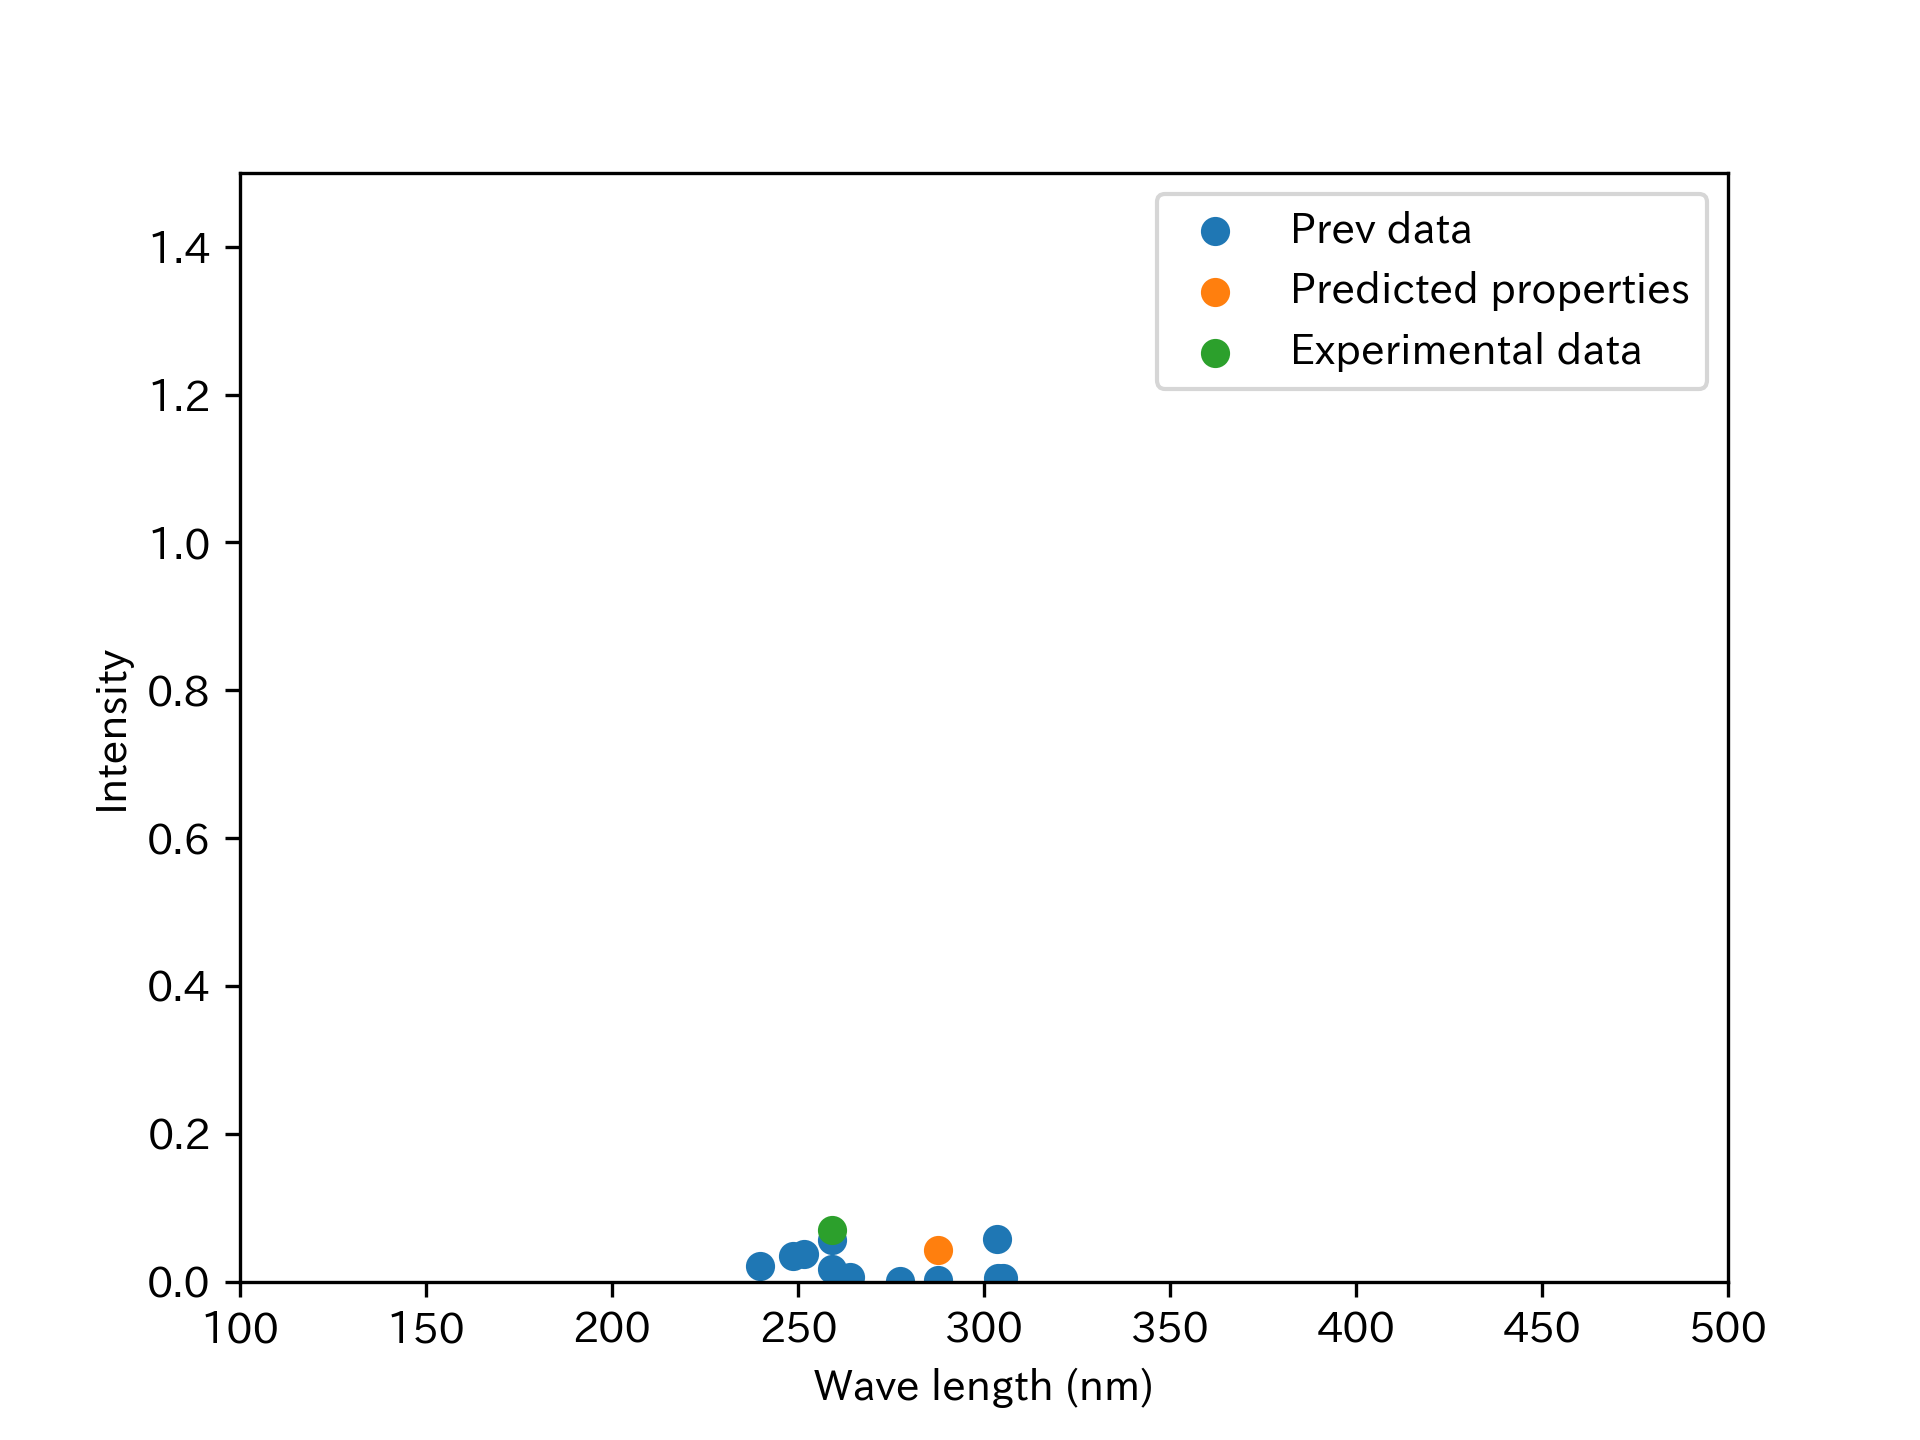 Prev data
Predicted properties
Experimental data
1.4
1.2
1.0
0.8
0.6
0.4
0.2
0.0
Intensity
100 150 200 250 300 350 400 450 500
Wave length (nm)